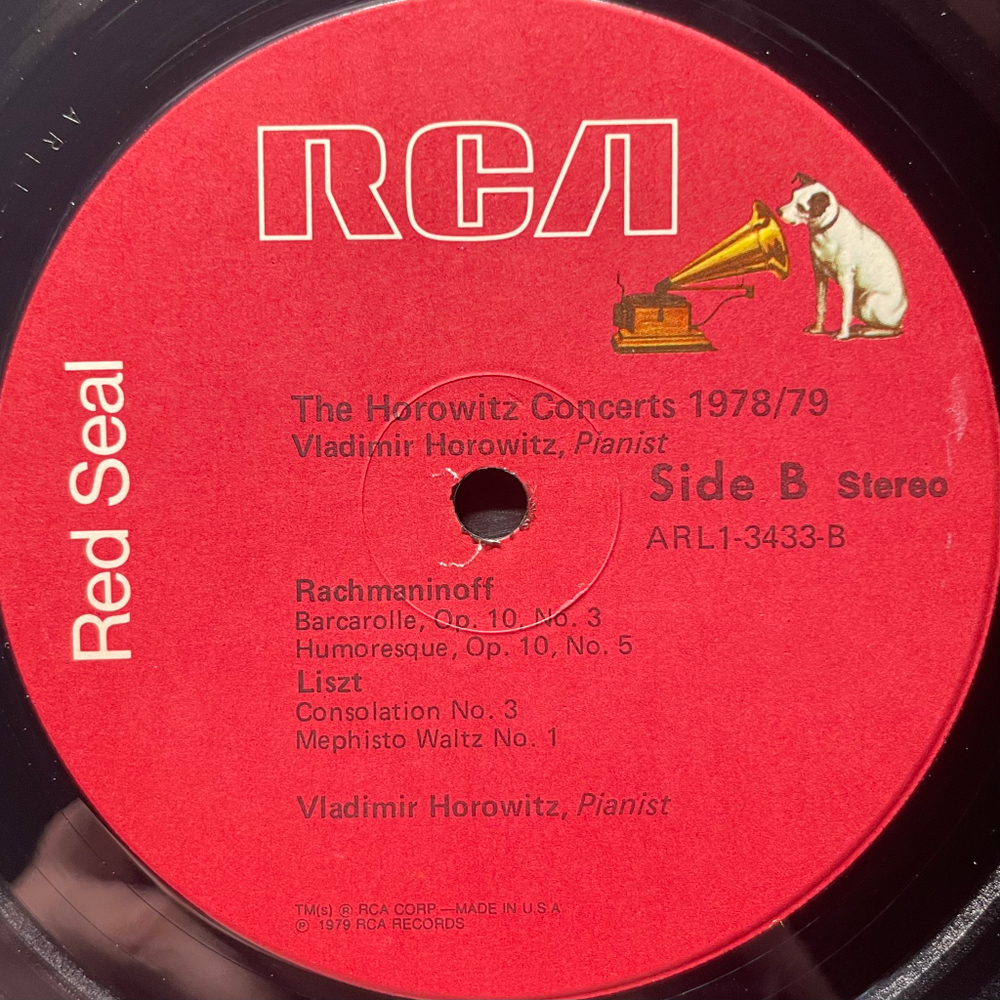 ARL
RCA
Red Seal
The Horowitz Concerts 1978/79
Vladimir Horowitz, Pianist
Side B Stereo
ARL1-3433-B
Rachmaninoff
Barcarolle, Op. 10, No. 3
Humoresque, Op. 10, No. 5
Liszt
Consolation No. 3
Mephisto Waltz No. 1
Vladimir Horowitz, Pianist
TM(s) ® RCA CORP.—MADE IN U.S.A.
℗ 1979 RCA RECORDS